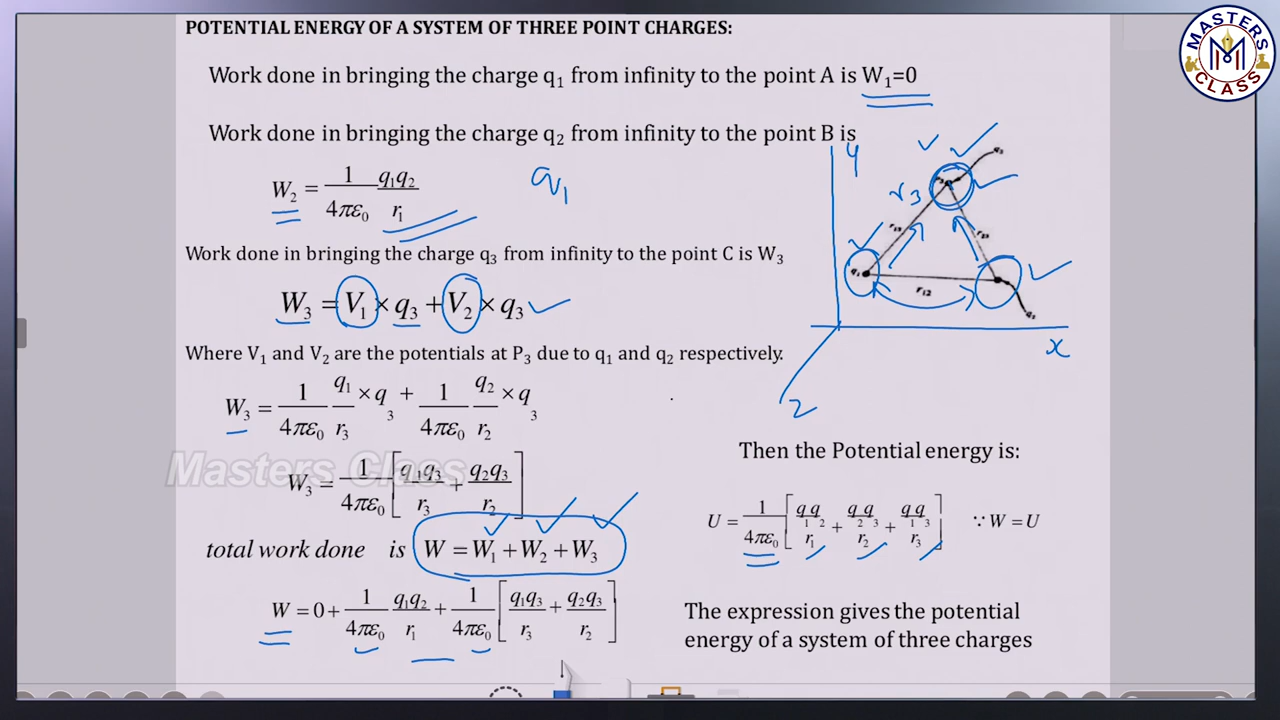 POTENTIAL ENERGY OF A SYSTEM OF THREE POINT CHARGES:
Work done in bringing the charge q₁ from infinity to the point A is W₁=0
Work done in bringing the charge q₂ from infinity to the point B is
W₂ = 1/4πε₀ q₁q₂/r₁
q₁
Work done in bringing the charge q₃ from infinity to the point C is W₃
W₃ = V₁ × q₃ + V₂ × q₃
Where V₁ and V₂ are the potentials at P₃ due to q₁ and q₂ respectively.
W₃ = 1/4πε₀ q₁/r₃ × q₃ + 1/4πε₀ q₂/r₂ × q₃
Masters Class
W₃ = 1/4πε₀ [q₁q₃/r₃ + q₂q₃/r₂]
total work done is W = W₁ + W₂ + W₃
W = 0 + 1/4πε₀ q₁q₂/r₁ + 1/4πε₀ [q₁q₃/r₃ + q₂q₃/r₂]
MASTERS
M
CLASS
y
r₃
q₁
r₁₂
x
z
Then the Potential energy is:
U = 1/4πε₀ [q₁q₂/r₁ + q₂q₃/r₂ + q₁q₃/r₃] ∵ W = U
The expression gives the potential
energy of a system of three charges